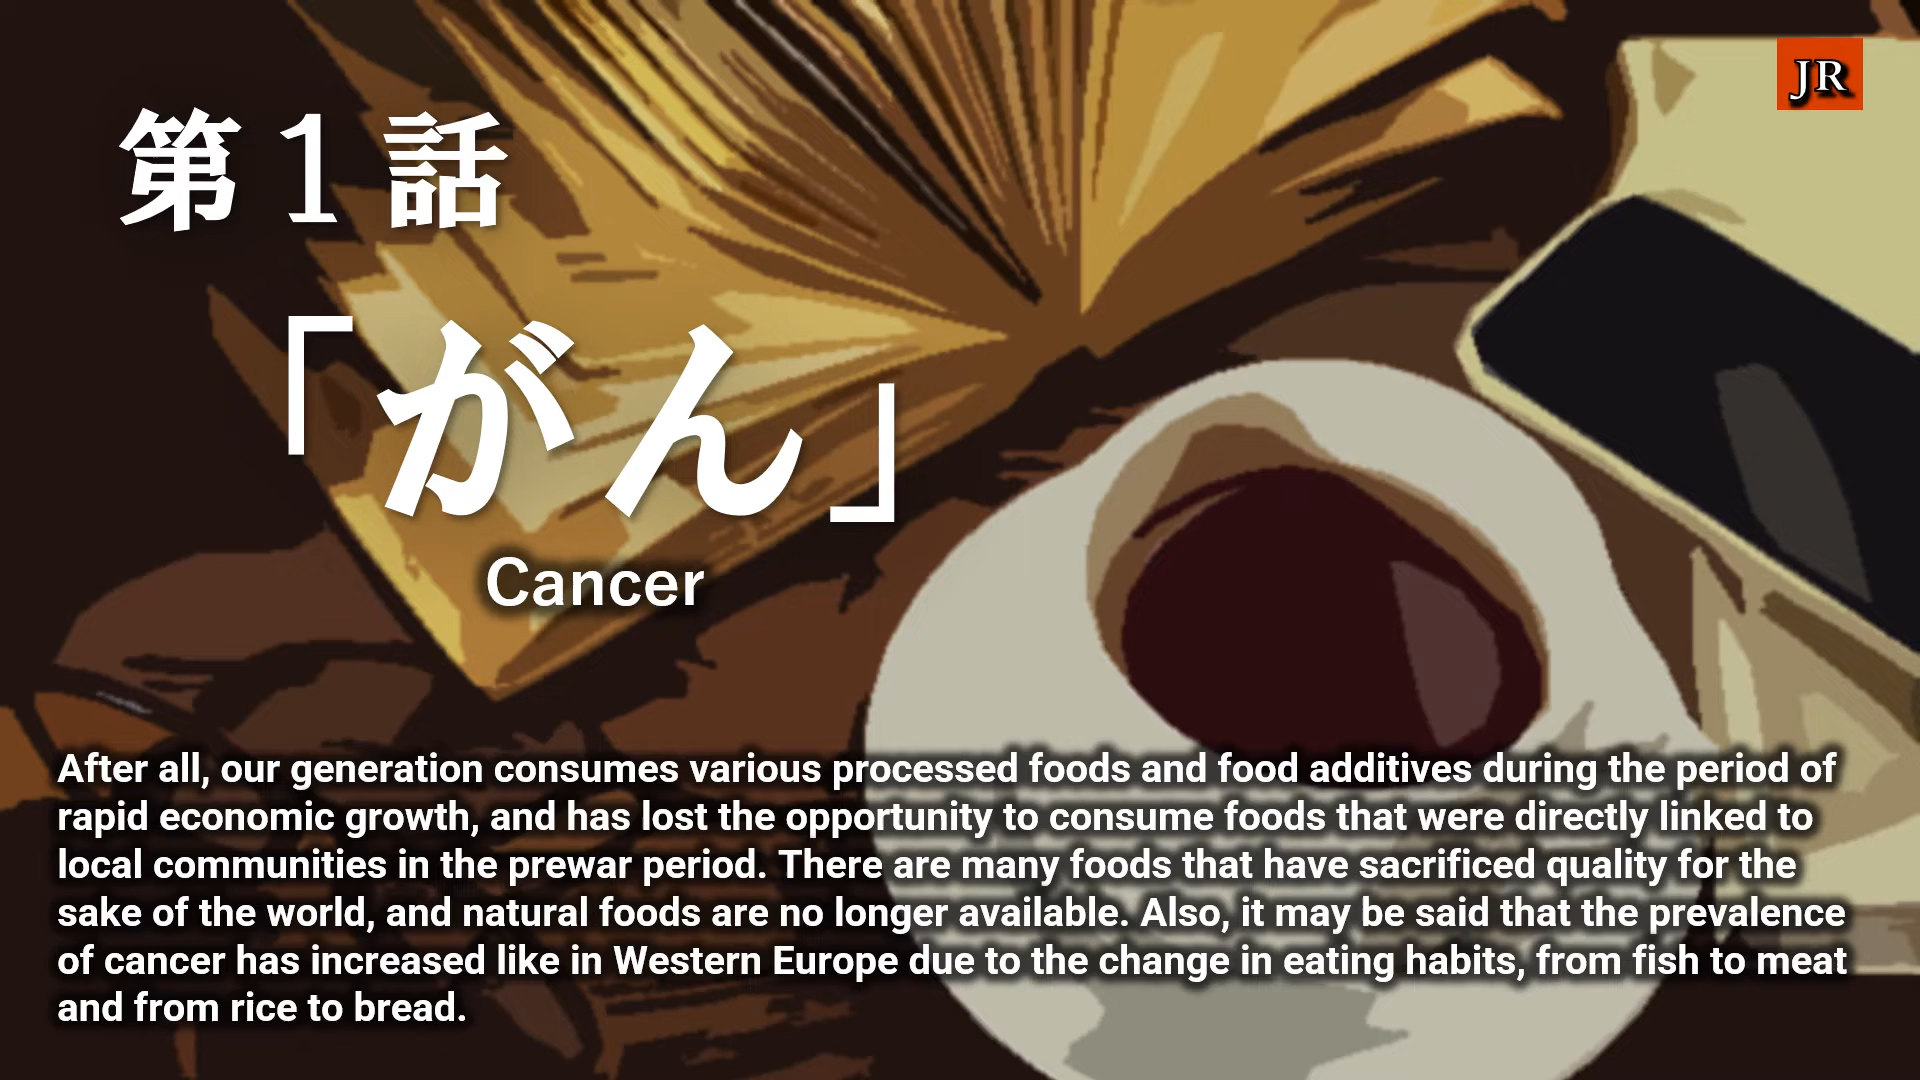 JR
第1話
「がん」
Cancer
After all, our generation consumes various processed foods and food additives during the period of
rapid economic growth, and has lost the opportunity to consume foods that were directly linked to
local communities in the prewar period. There are many foods that have sacrificed quality for the
sake of the world, and natural foods are no longer available. Also, it may be said that the prevalence
of cancer has increased like in Western Europe due to the change in eating habits, from fish to meat
and from rice to bread.